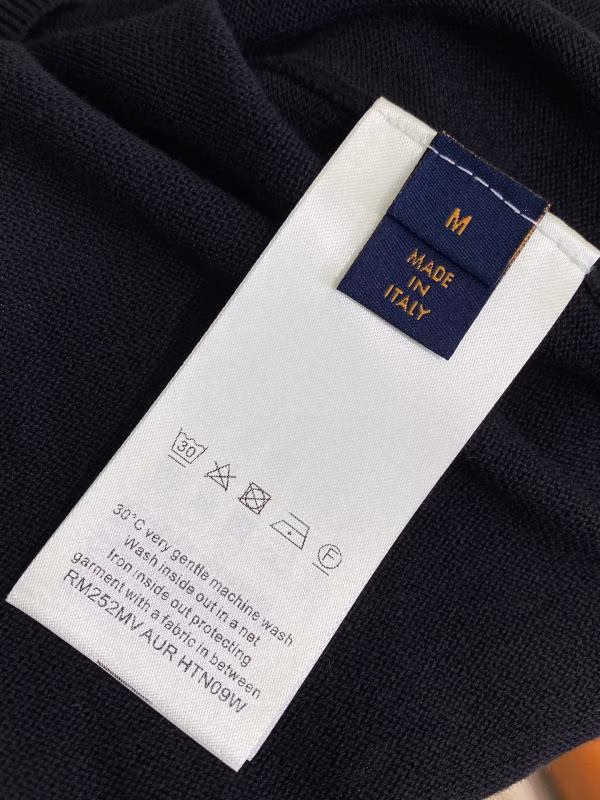 M
MADE
IN
ITALY
30
F
30°C very gentle machine wash
Wash inside out in a net
Iron inside out protecting
garment with a fabric in between
RM252MV AUR HTN09W